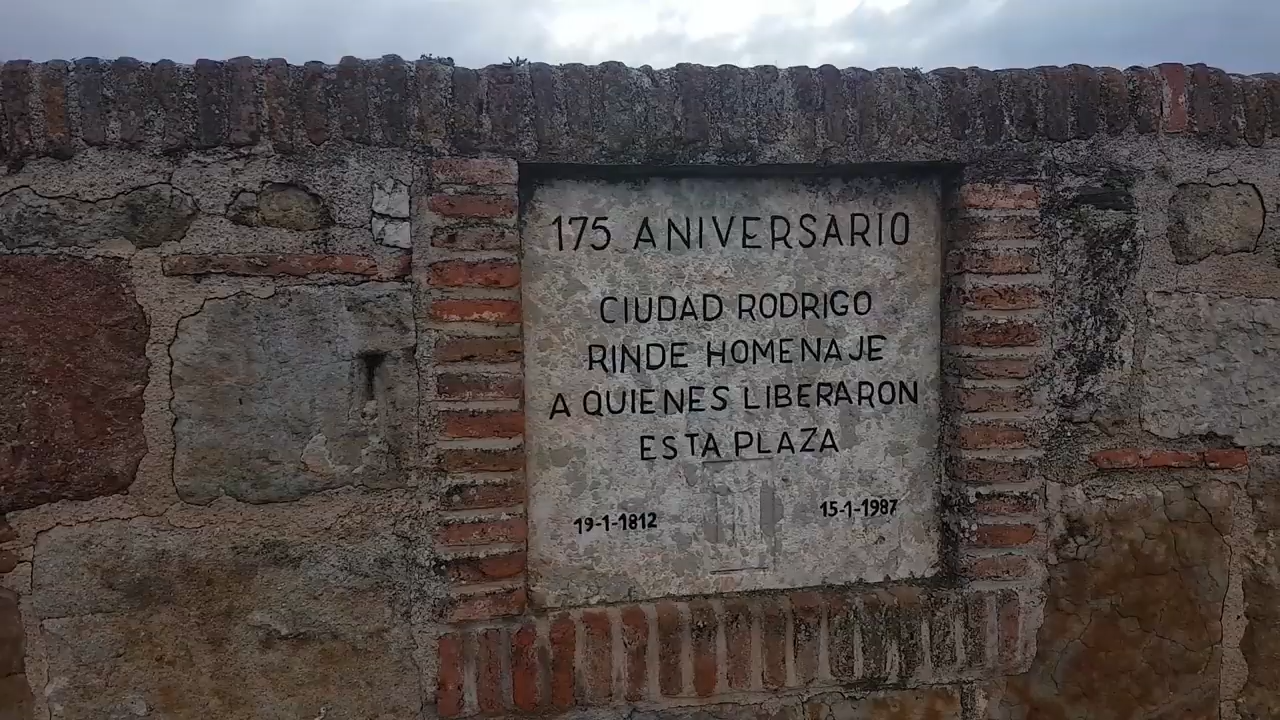 175 ANIVERSARIO
CIUDAD RODRIGO
RINDE HOMENAJE
A QUIENES LIBERARON
ESTA PLAZA
19-1-1812 15-1-1987